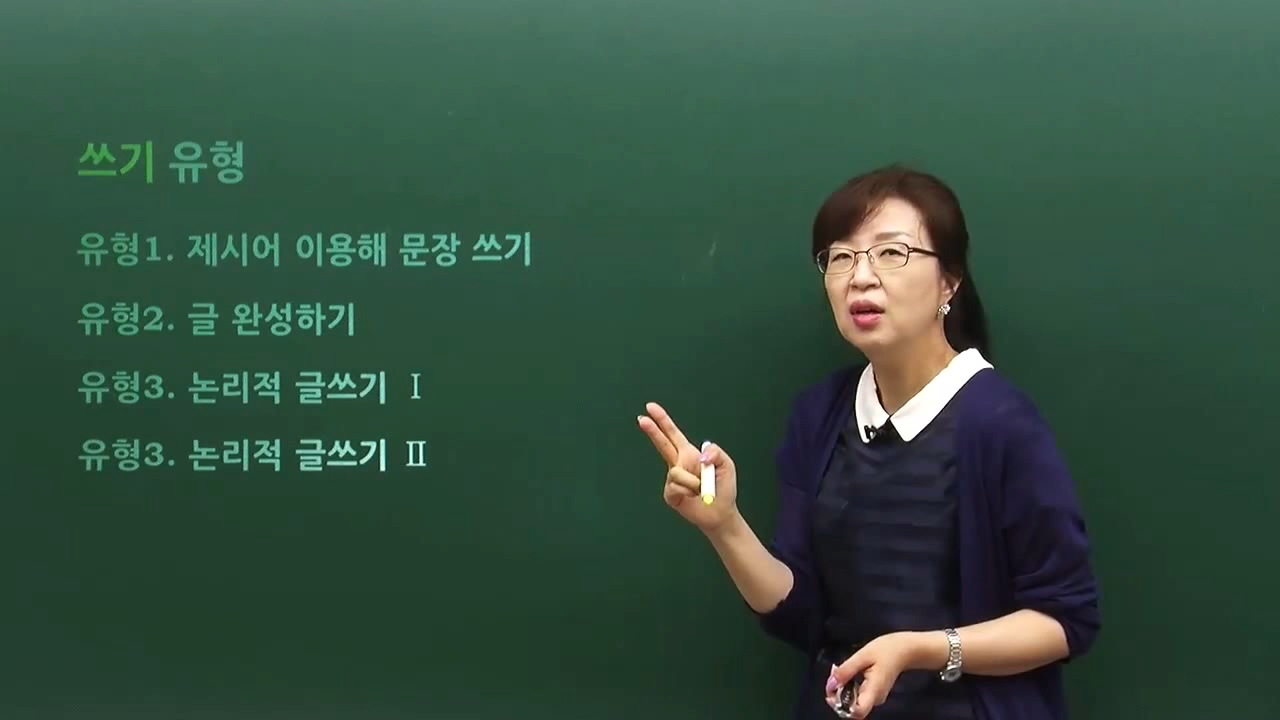 쓰기 유형
유형1. 제시어 이용해 문장 쓰기
유형2. 글 완성하기
유형3. 논리적 글쓰기 Ⅰ
유형3. 논리적 글쓰기 Ⅱ